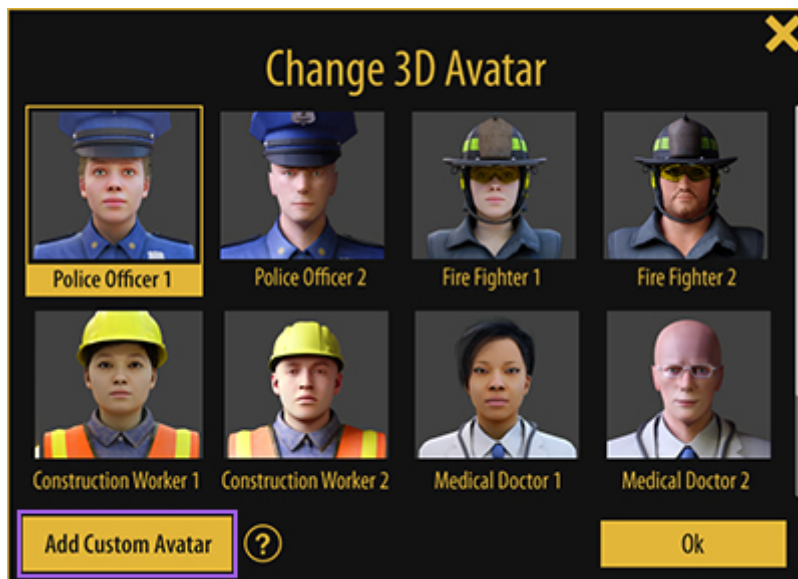 Change 3D Avatar
Police Officer 1
Police Officer 2
Fire Fighter 1
Fire Fighter 2
Construction Worker 1
Construction Worker 2
Medical Doctor 1
Medical Doctor 2
Add Custom Avatar
?
Ok